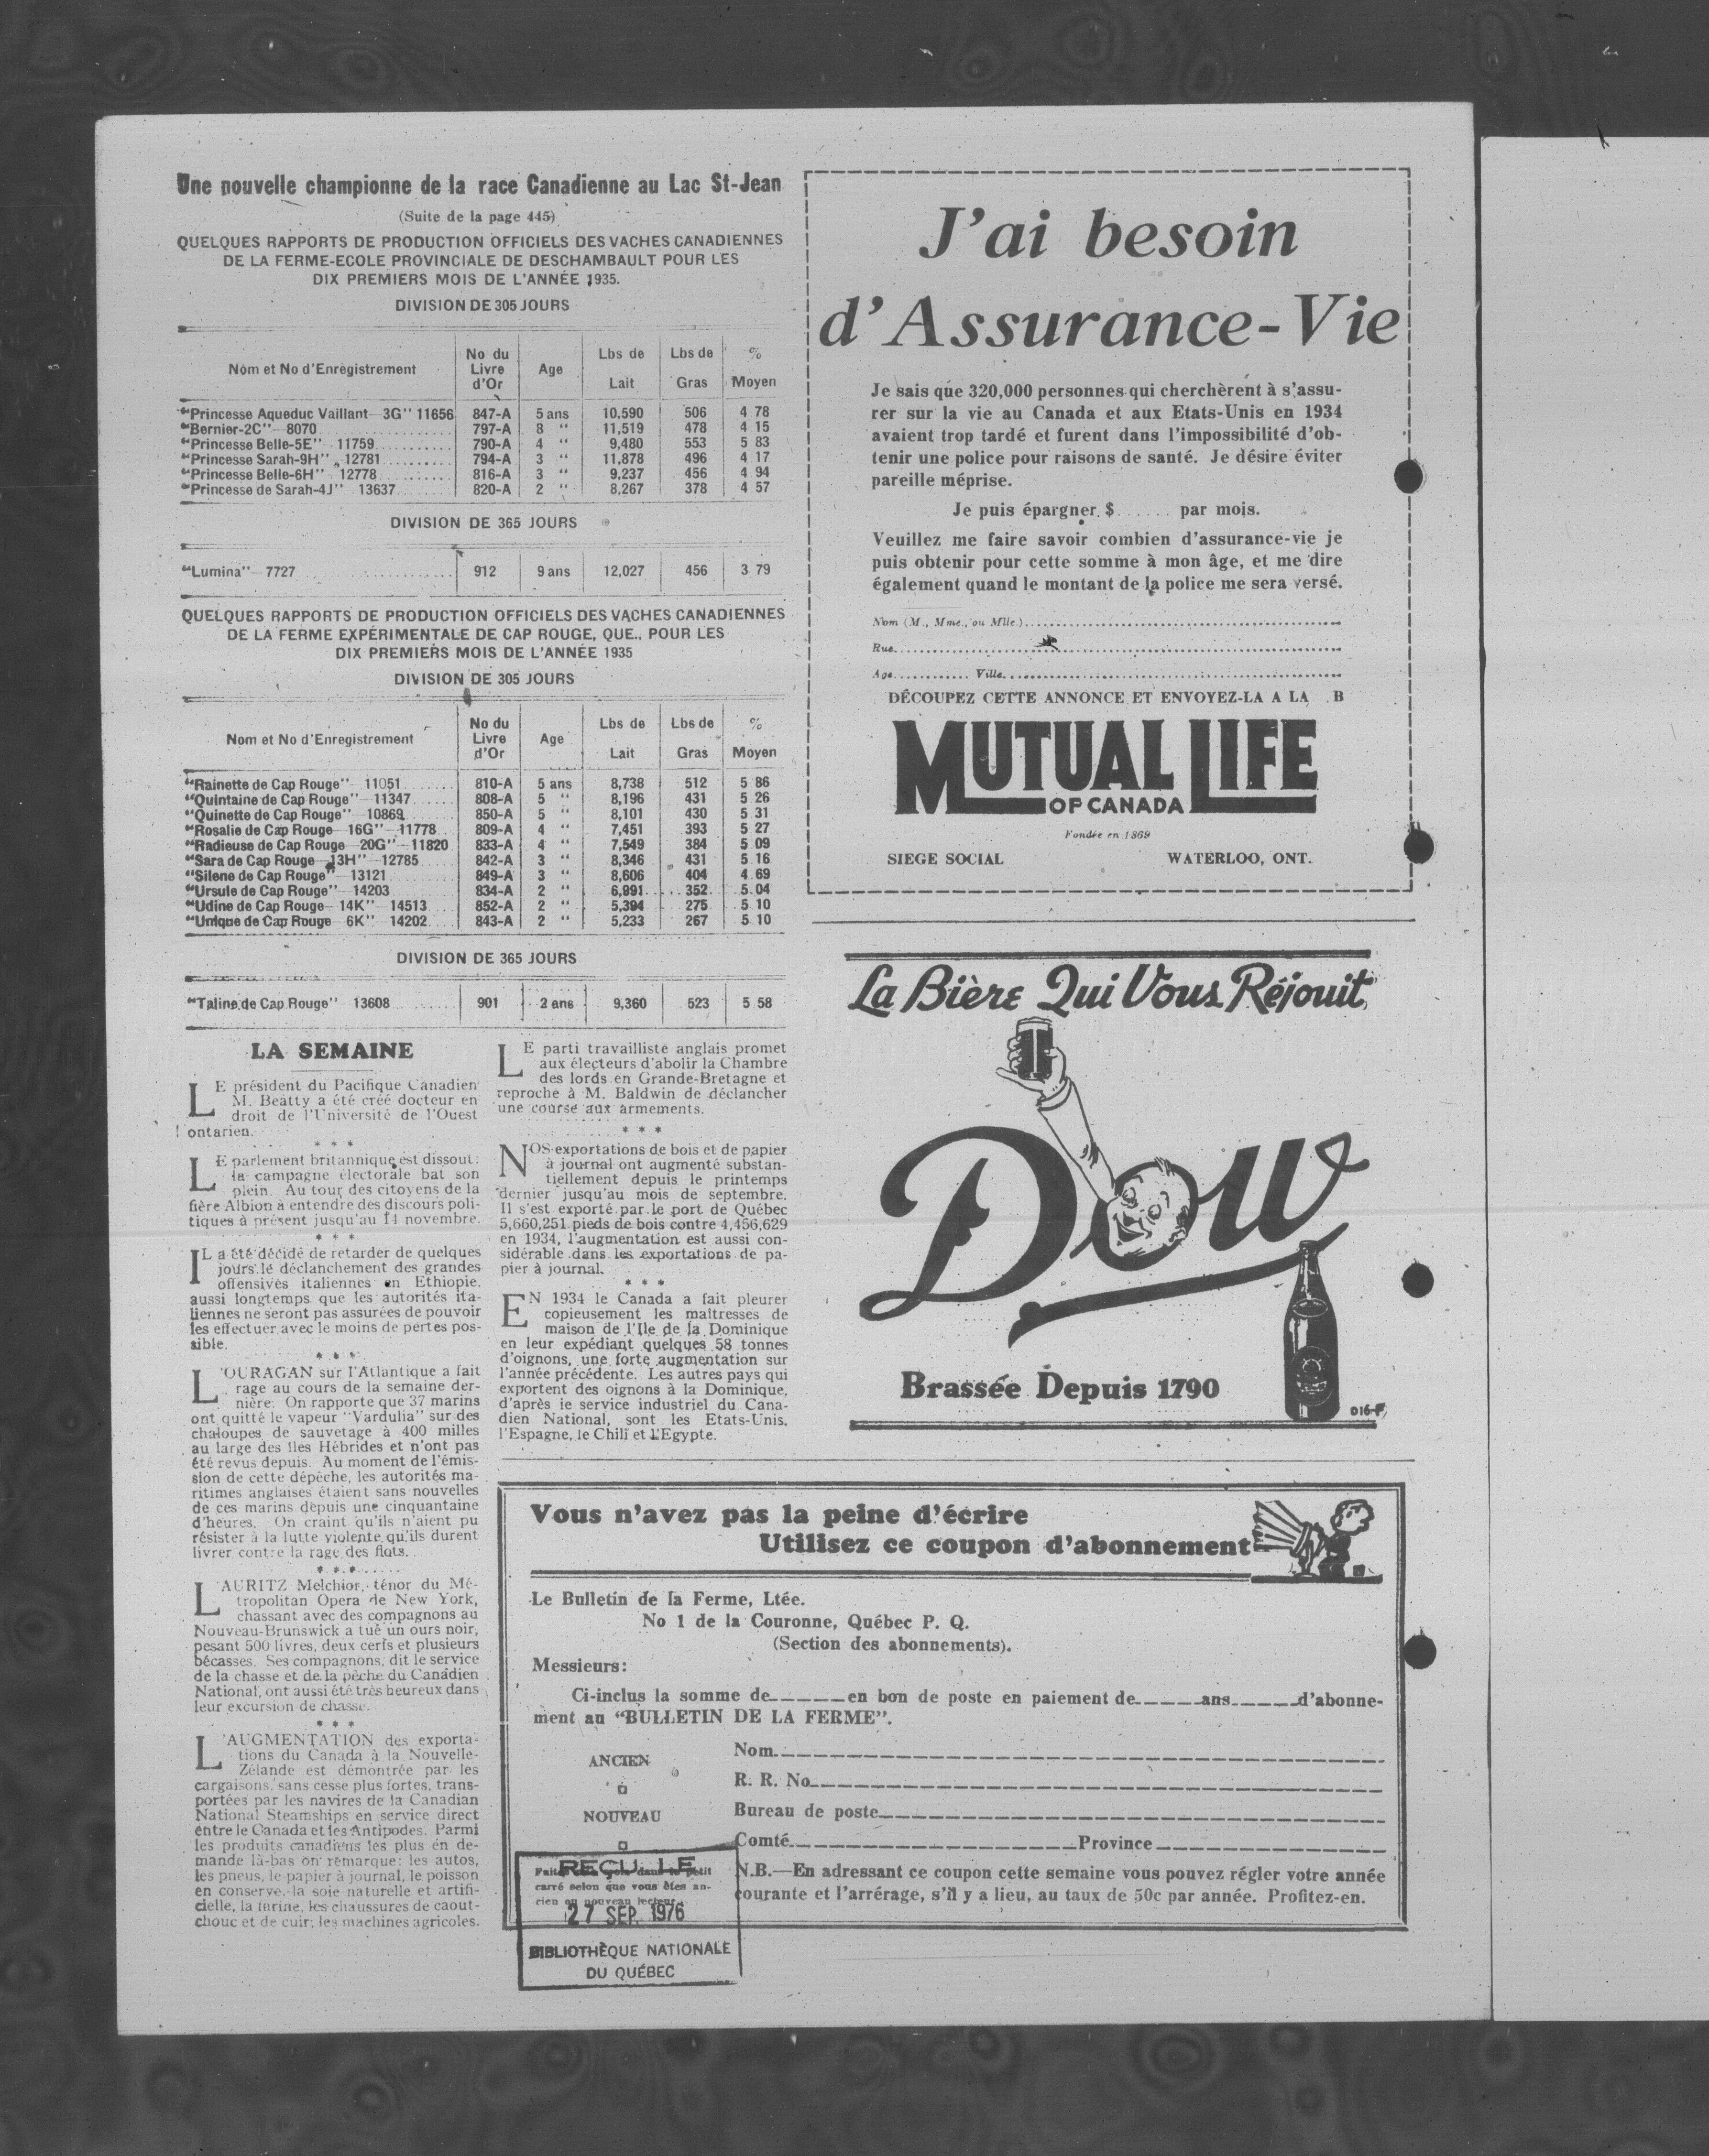 Une nouvelle championne de la race Canadienne au Lac St-Jean
(Suite de la page 445)
QUELQUES RAPPORTS DE PRODUCTION OFFICIELS DES VACHES CANADIENNES
DE LA FERME-ECOLE PROVINCIALE DE DESCHAMBAULT POUR LES
DIX PREMIERS MOIS DE L'ANNÉE 1935.
DIVISION DE 305 JOURS
Nom et No d'Enregistrement No du Livre d'Or Age Lbs de Lait Lbs de Gras % Moyen
"Princesse Aqueduc Vaillant—3G" 11656 847-A 5 ans 10,590 506 4 78
"Bernier-2C"—8070 797-A 8 " 11,519 478 4 15
"Princesse Belle-5E"—11759 790-A 4 " 9,480 553 5 83
"Princesse Sarah-9H" 12781 794-A 3 " 11,878 496 4 17
"Princesse Belle-6H" 12778 816-A 3 " 9,237 456 4 94
"Princesse de Sarah-4J" 13637 820-A 2 " 8,267 378 4 57
DIVISION DE 365 JOURS
"Lumina"—7727 912 9 ans 12,027 456 3 79
QUELQUES RAPPORTS DE PRODUCTION OFFICIELS DES VACHES CANADIENNES
DE LA FERME EXPÉRIMENTALE DE CAP ROUGE, QUE., POUR LES
DIX PREMIERS MOIS DE L'ANNÉE 1935
DIVISION DE 305 JOURS
Nom et No d'Enregistrement No du Livre d'Or Age Lbs de Lait Lbs de Gras % Moyen
"Rainette de Cap Rouge"—11051 810-A 5 ans 8,738 512 5 86
"Quintaine de Cap Rouge"—11347 808-A 5 " 8,196 431 5 26
"Quinette de Cap Rouge"—10869 850-A 5 " 8,101 430 5 31
"Rosalie de Cap Rouge—16G"—11778 809-A 4 " 7,451 393 5 27
"Radieuse de Cap Rouge—20G"—11820 833-A 4 " 7,549 384 5 09
"Sara de Cap Rouge—13H"—12785 842-A 3 " 8,346 431 5 16
"Silene de Cap Rouge"—13121 849-A 3 " 8,606 404 4 69
"Ursule de Cap Rouge"—14203 834-A 2 " 6,991 352 5 04
"Udine de Cap Rouge—14K"—14513 852-A 2 " 5,394 275 5 10
"Unique de Cap Rouge—6K"—14202 843-A 2 " 5,233 267 5 10
DIVISION DE 365 JOURS
"Taline de Cap Rouge" 13608 901 2 ans 9,360 523 5 58
LA SEMAINE
LE président du Pacifique Canadien
M. Beatty a été créé docteur en
droit de l'Université de l'Ouest
ontarien.
* * *
LE parlement britannique est dissout:
la campagne électorale bat son
plein. Au tour des citoyens de la
fière Albion à entendre des discours poli-
tiques à présent jusqu'au 14 novembre.
* * *
IL a été décidé de retarder de quelques
jours le déclanchement des grandes
offensives italiennes en Ethiopie,
aussi longtemps que les autorités ita-
liennes ne seront pas assurées de pouvoir
les effectuer avec le moins de pertes pos-
sible.
* * *
L'OURAGAN sur l'Atlantique a fait
rage au cours de la semaine der-
nière. On rapporte que 37 marins
ont quitté le vapeur "Vardulia" sur des
chaloupes de sauvetage à 400 milles
au large des îles Hébrides et n'ont pas
été revus depuis. Au moment de l'émis-
sion de cette dépêche, les autorités ma-
ritimes anglaises étaient sans nouvelles
de ces marins depuis une cinquantaine
d'heures. On craint qu'ils n'aient pu
résister à la lutte violente qu'ils durent
livrer contre la rage des flots.
* * *
LAURITZ Melchior, ténor du Mé-
tropolitan Opera de New York,
chassant avec des compagnons au
Nouveau-Brunswick a tué un ours noir,
pesant 500 livres, deux cerfs et plusieurs
bécasses. Ses compagnons, dit le service
de la chasse et de la pêche du Canadien
National, ont aussi été très heureux dans
leur excursion de chasse.
* * *
L'AUGMENTATION des exporta-
tions du Canada à la Nouvelle-
Zélande est démontrée par les
cargaisons, sans cesse plus fortes, trans-
portées par les navires de la Canadian
National Steamships en service direct
entre le Canada et les Antipodes. Parmi
les produits canadiens les plus en de-
mande là-bas on remarque: les autos,
les pneus, le papier à journal, le poisson
en conserve, la soie naturelle et artifi-
cielle, la farine, les chaussures de caout-
chouc et de cuir, les machines agricoles.
LE parti travailliste anglais promet
aux électeurs d'abolir la Chambre
des lords en Grande-Bretagne et
reproche à M. Baldwin de déclancher
une course aux armements.
* * *
NOS exportations de bois et de papier
à journal ont augmenté substan-
tiellement depuis le printemps
dernier jusqu'au mois de septembre.
Il s'est exporté par le port de Québec
5,660,251 pieds de bois contre 4,456,629
en 1934, l'augmentation est aussi con-
sidérable dans les exportations de pa-
pier à journal.
* * *
EN 1934 le Canada a fait pleurer
copieusement les maîtresses de
maison de l'Ile de la Dominique
en leur expédiant quelques 58 tonnes
d'oignons, une forte augmentation sur
l'année précédente. Les autres pays qui
exportent des oignons à la Dominique,
d'après le service industriel du Cana-
dien National, sont les Etats-Unis,
l'Espagne, le Chili et l'Egypte.
J'ai besoin
d'Assurance-Vie
Je sais que 320,000 personnes qui cherchèrent à s'assu-
rer sur la vie au Canada et aux Etats-Unis en 1934
avaient trop tardé et furent dans l'impossibilité d'ob-
tenir une police pour raisons de santé. Je désire éviter
pareille méprise.
Je puis épargner $...... par mois.
Veuillez me faire savoir combien d'assurance-vie je
puis obtenir pour cette somme à mon âge, et me dire
également quand le montant de la police me sera versé.
Nom (M., Mme., ou Mlle.)
Rue
Age............ Ville
DÉCOUPEZ CETTE ANNONCE ET ENVOYEZ-LA A LA B
MUTUAL LIFE
OF CANADA
Fondée en 1869
SIEGE SOCIAL WATERLOO, ONT.
La Bière Qui Vous Réjouit
Dow
Brassée Depuis 1790
D16-F
Vous n'avez pas la peine d'écrire
Utilisez ce coupon d'abonnement
Le Bulletin de la Ferme, Ltée.
No 1 de la Couronne, Québec P. Q.
(Section des abonnements).
Messieurs:
Ci-inclus la somme de______en bon de poste en paiement de_____ans_____d'abonne-
ment au "BULLETIN DE LA FERME".
ANCIEN
NOUVEAU
Nom
R. R. No
Bureau de poste
Comté Province
N.B.—En adressant ce coupon cette semaine vous pouvez régler votre année
courante et l'arrérage, s'il y a lieu, au taux de 50c par année. Profitez-en.
dans le petit
carré selon que vous êtes an-
cien ou nouveau lecteur
REÇU LE
27 SEP. 1976
BIBLIOTHÈQUE NATIONALE
DU QUÉBEC